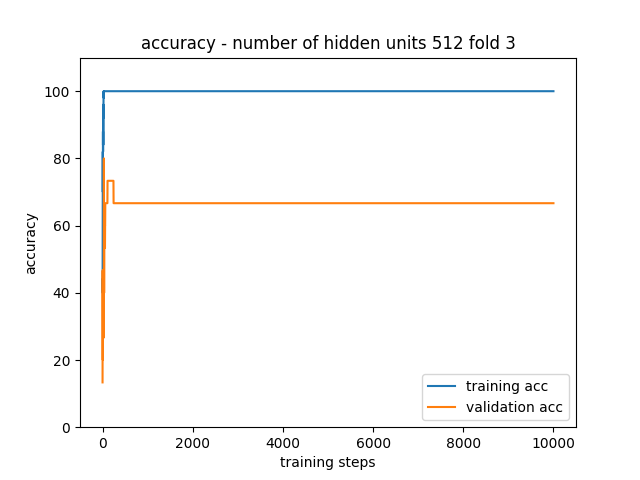 accuracy - number of hidden units 512 fold 3
100
80
60
40
20
0
accuracy
0 2000 4000 6000 8000 10000
training steps
training acc
validation acc